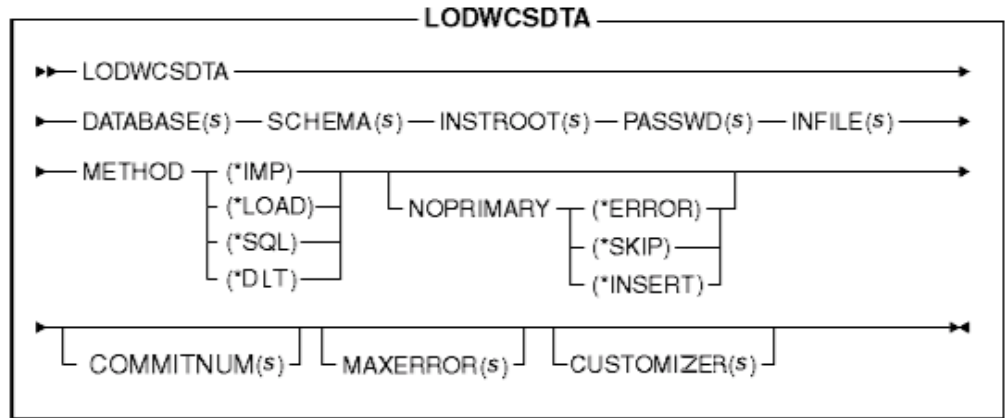 LODWCSDTA
LODWCSDTA
DATABASE(s) SCHEMA(s) INSTROOT(s) PASSWD(s) INFILE(s)
METHOD (*IMP)
(*LOAD)
(*SQL)
(*DLT)
NOPRIMARY (*ERROR)
(*SKIP)
(*INSERT)
COMMITNUM(s) MAXERROR(s) CUSTOMIZER(s)